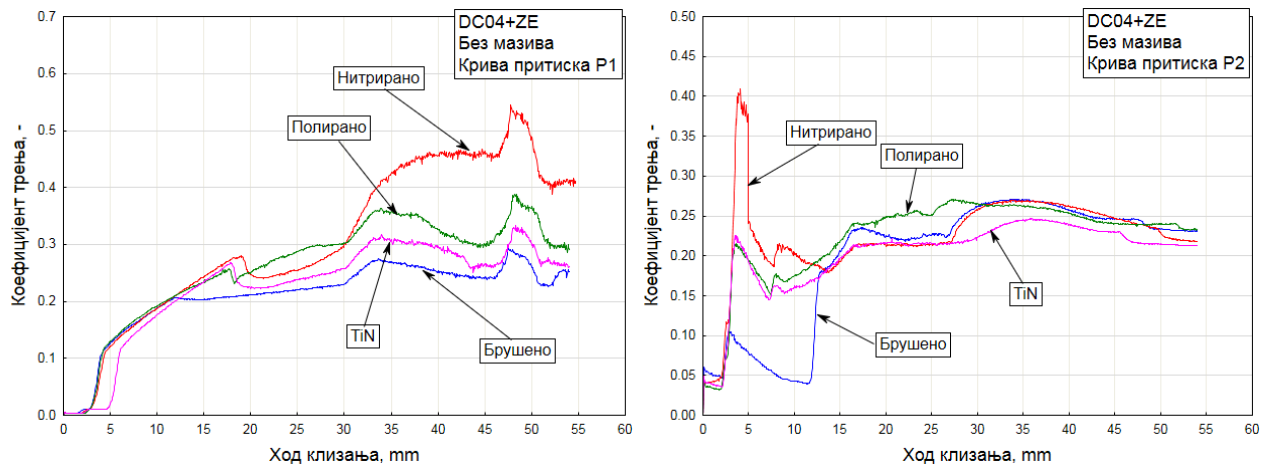 DC04+ZE
Без мазива
Крива притиска P1
Нитрирано
Полирано
TiN
Брушено
Коефицијент трења, -
0.7
0.6
0.5
0.4
0.3
0.2
0.1
0.0
0 5 10 15 20 25 30 35 40 45 50 55 60
Ход клизања, mm
DC04+ZE
Без мазива
Крива притиска P2
Нитрирано
Полирано
TiN
Брушено
Коефицијент трења, -
0.50
0.45
0.40
0.35
0.30
0.25
0.20
0.15
0.10
0.05
0.00
0 5 10 15 20 25 30 35 40 45 50 55 60
Ход клизања, mm